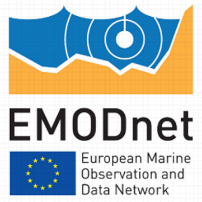 EMODnet
European Marine
Observation and
Data Network